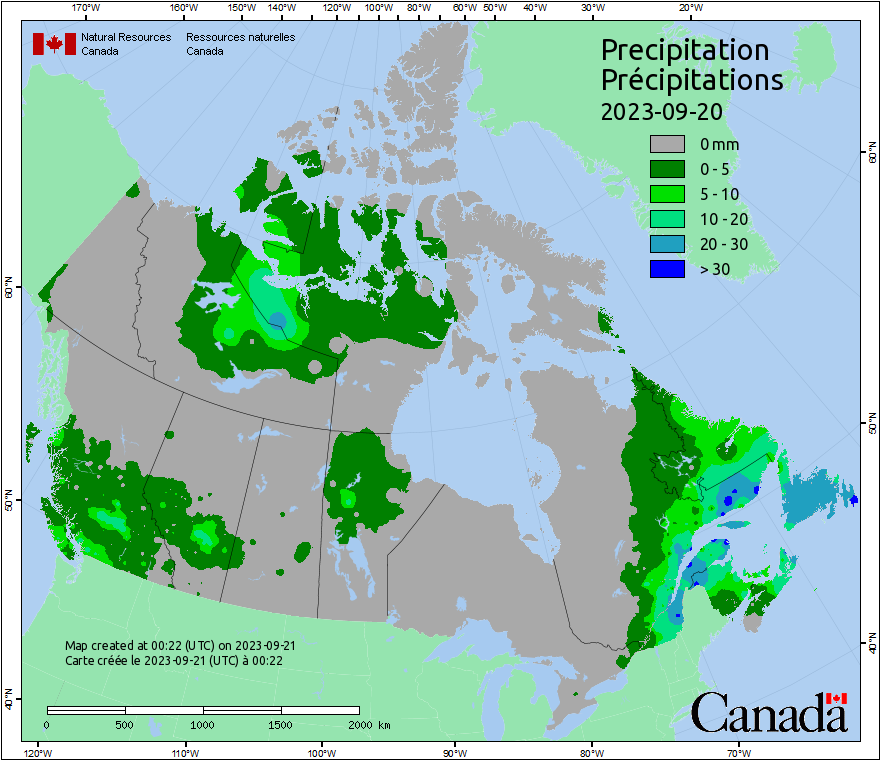 170°W 160°W 150°W 140°W 120°W 100°W 80°W 60°W 50°W 40°W 30°W 20°W
Natural Resources Ressources naturelles
Canada Canada
Precipitation
Précipitations
2023-09-20
0 mm
0 - 5
5 - 10
10 - 20
20 - 30
> 30
60°N
60°N
50°N
50°N
40°N
40°N
Map created at 00:22 (UTC) on 2023-09-21
Carte créée le 2023-09-21 (UTC) à 00:22
0 500 1000 1500 2000 km
Canada
120°W 110°W 100°W 90°W 80°W 70°W